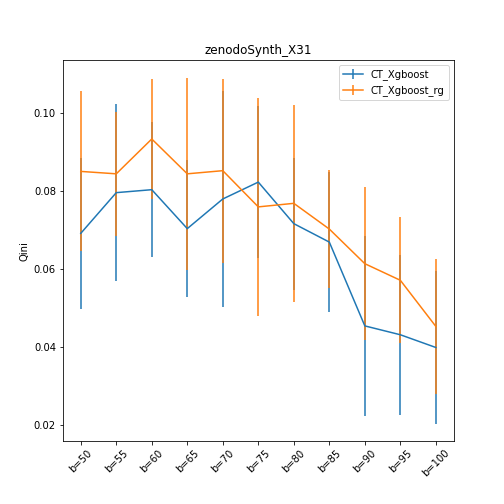 zenodoSynth_X31
CT_Xgboost
CT_Xgboost_rg
Qini
0.10
0.08
0.06
0.04
0.02
b=50
b=55
b=60
b=65
b=70
b=75
b=80
b=85
b=90
b=95
b=100